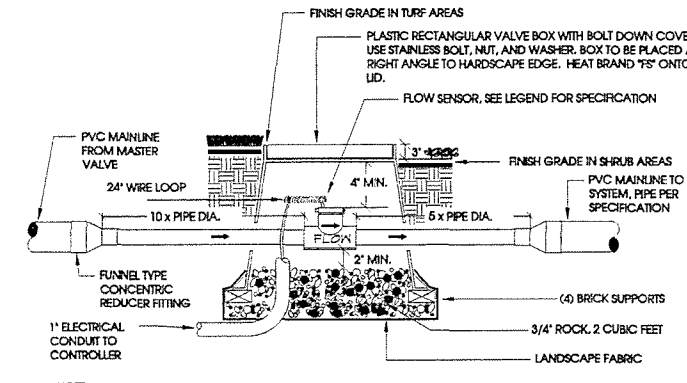 FINISH GRADE IN TURF AREAS
PLASTIC RECTANGULAR VALVE BOX WITH BOLT DOWN COVE
USE STAINLESS BOLT, NUT, AND WASHER. BOX TO BE PLACED
RIGHT ANGLE TO HARDSCAPE EDGE. HEAT BRAND "FS" ONTO
LID.
FLOW SENSOR, SEE LEGEND FOR SPECIFICATION
PVC MAINLINE
FROM MASTER
VALVE
3"
FINISH GRADE IN SHRUB AREAS
24" WIRE LOOP
4" MIN.
PVC MAINLINE TO
SYSTEM, PIPE PER
SPECIFICATION
10 x PIPE DIA.
5 x PIPE DIA.
FLOW
2" MIN.
FUNNEL TYPE
CONCENTRIC
REDUCER FITTING
(4) BRICK SUPPORTS
1" ELECTRICAL
CONDUIT TO
CONTROLLER
3/4" ROCK. 2 CUBIC FEET
LANDSCAPE FABRIC